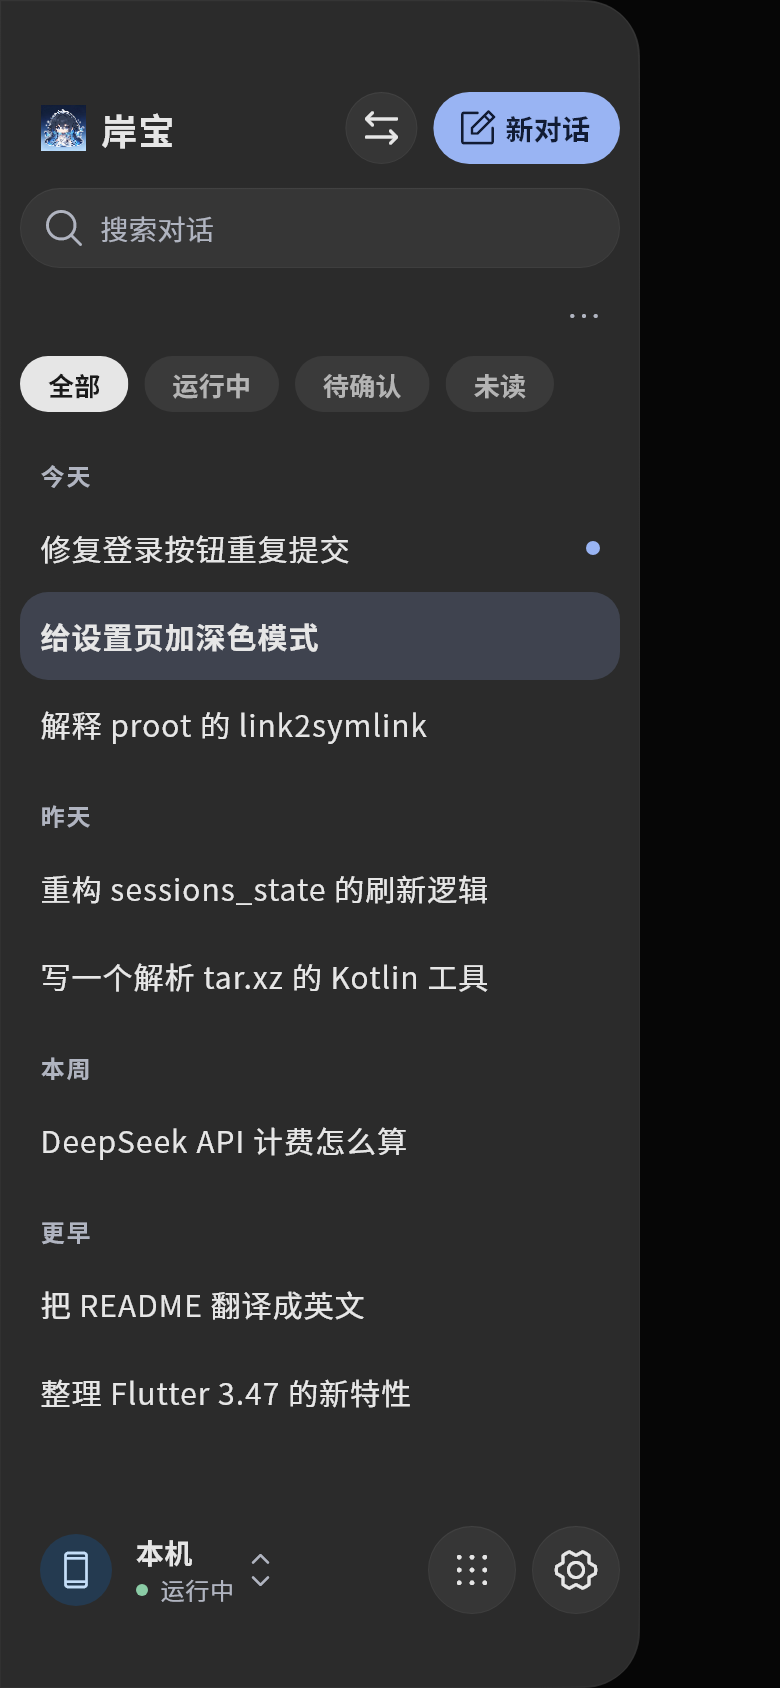 岸宝
新对话
搜索对话
...
全部 运行中 待确认 未读
今天
修复登录按钮重复提交
给设置页加深色模式
解释 proot 的 link2symlink
昨天
重构 sessions_state 的刷新逻辑
写一个解析 tar.xz 的 Kotlin 工具
本周
DeepSeek API 计费怎么算
更早
把 README 翻译成英文
整理 Flutter 3.47 的新特性
本机
运行中